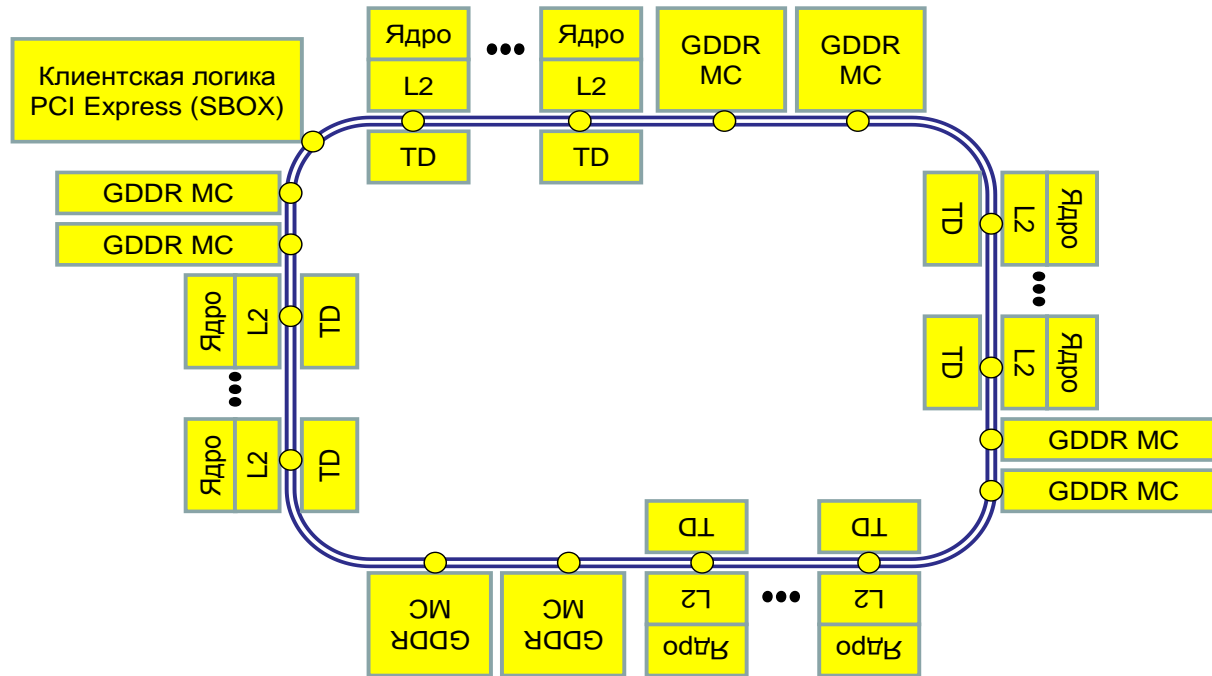 Клиентская логика
PCI Express (SBOX)
Ядро
L2
TD
Ядро
L2
TD
GDDR
MC
GDDR
MC
GDDR MC
GDDR MC
Ядро
L2
TD
Ядро
L2
TD
TD
L2
Ядро
TD
L2
Ядро
GDDR MC
GDDR MC
GDDR
MC
GDDR
MC
TD
L2
Ядро
TD
L2
Ядро